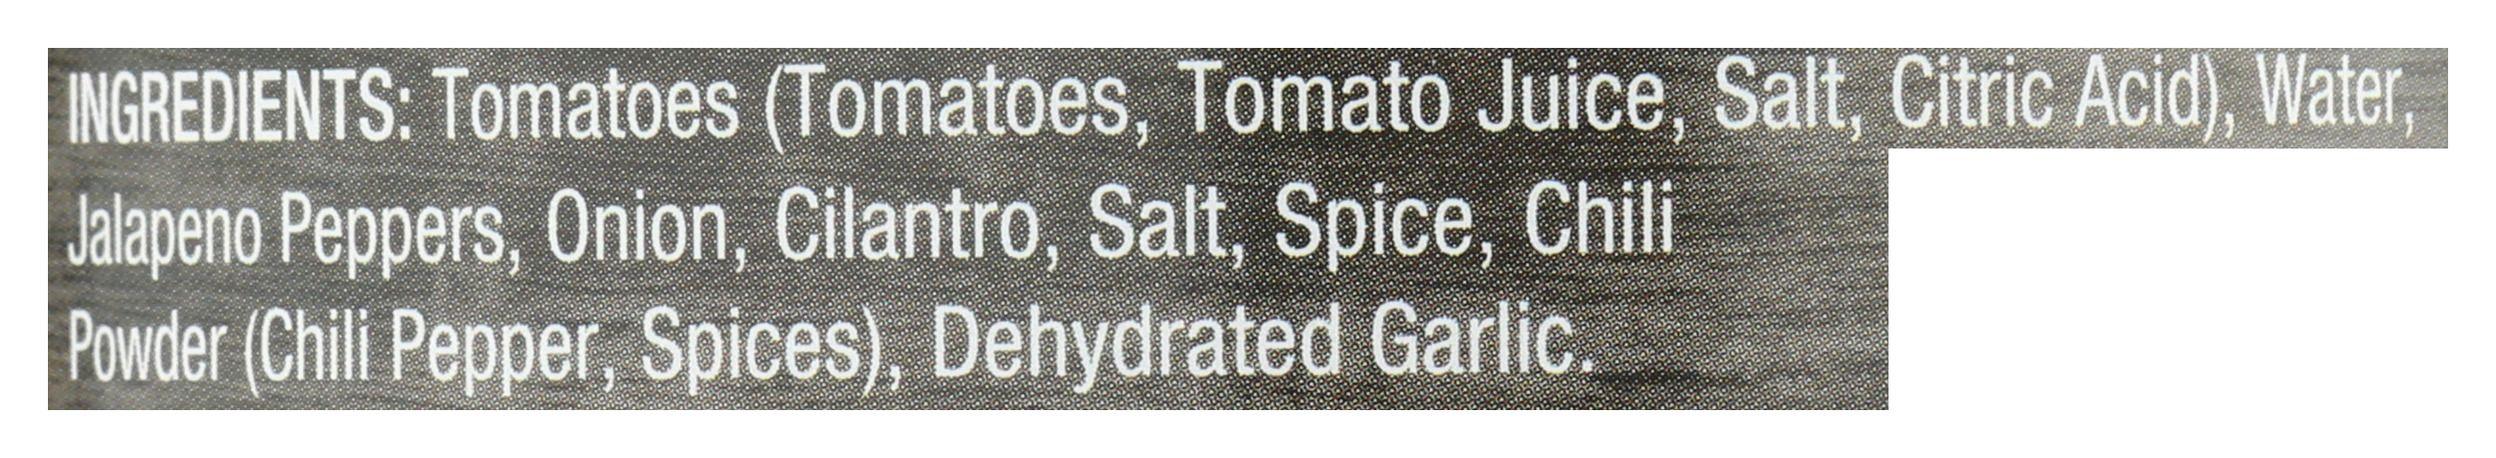 INGREDIENTS: Tomatoes (Tomatoes, Tomato Juice, Salt, Citric Acid), Water,
Jalapeno Peppers, Onion, Cilantro, Salt, Spice, Chili
Powder (Chili Pepper, Spices), Dehydrated Garlic.